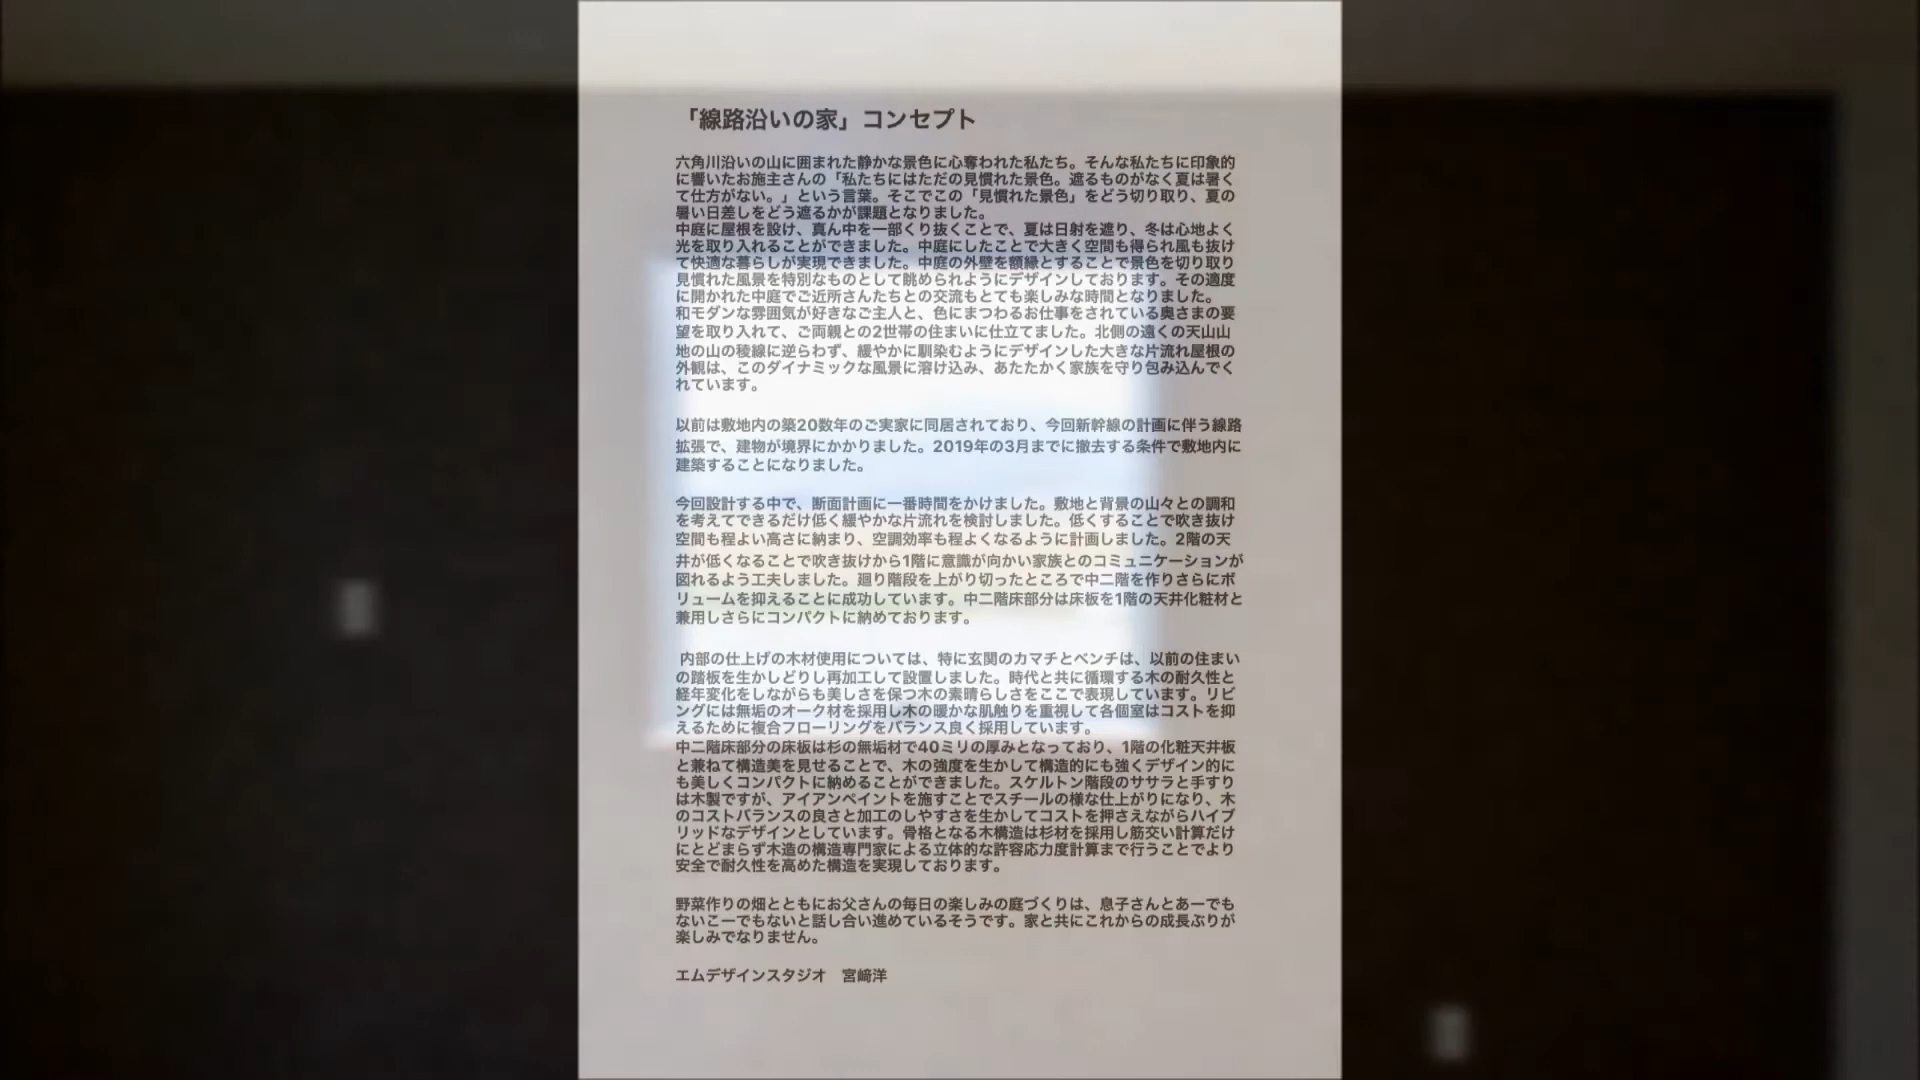 「線路沿いの家」コンセプト
六角川沿いの山に囲まれた静かな景色に心奪われた私たち。そんな私たちに印象的
に響いたお施主さんの「私たちにはただの見慣れた景色。遮るものがなく夏は暑く
て仕方がない。」という言葉。そこでこの「見慣れた景色」をどう切り取り、夏の
暑い日差しをどう遮るかが課題となりました。
中庭に屋根を設け、真ん中を一部くり抜くことで、夏は日射を遮り、冬は心地よく
光を取り入れることができました。中庭にしたことで大きく空間も得られ風も抜け
て快適な暮らしが実現できました。中庭の外壁を額縁とすることで景色を切り取り
見慣れた風景を特別なものとして眺められようにデザインしております。その適度
に開かれた中庭でご近所さんたちとの交流もとても楽しみな時間となりました。
和モダンな雰囲気が好きなご主人と、色にまつわるお仕事をされている奥さまの要
望を取り入れて、ご両親との2世帯の住まいに仕立てました。北側の遠くの天山山
地の山の稜線に逆らわず、緩やかに馴染むようにデザインした大きな片流れ屋根の
外観は、このダイナミックな風景に溶け込み、あたたかく家族を守り包み込んでく
れています。
以前は敷地内の築20数年のご実家に同居されており、今回新幹線の計画に伴う線路
拡張で、建物が境界にかかりました。2019年の3月までに撤去する条件で敷地内に
建築することになりました。
今回設計する中で、断面計画に一番時間をかけました。敷地と背景の山々との調和
を考えてできるだけ低く緩やかな片流れを検討しました。低くすることで吹き抜け
空間も程よい高さに納まり、空調効率も程よくなるように計画しました。2階の天
井が低くなることで吹き抜けから1階に意識が向かい家族とのコミュニケーションが
図れるよう工夫しました。廻り階段を上がり切ったところで中二階を作りさらにボ
リュームを抑えることに成功しています。中二階床部分は床板を1階の天井化粧材と
兼用しさらにコンパクトに納めております。
内部の仕上げの木材使用については、特に玄関のカマチとベンチは、以前の住まい
の踏板を生かしどりし再加工して設置しました。時代と共に循環する木の耐久性と
経年変化をしながらも美しさを保つ木の素晴らしさをここで表現しています。リビ
ングには無垢のオーク材を採用し木の暖かな肌触りを重視して各個室はコストを抑
えるために複合フローリングをバランス良く採用しています。
中二階床部分の床板は杉の無垢材で40ミリの厚みとなっており、1階の化粧天井板
と兼ねて構造美を見せることで、木の強度を生かして構造的にも強くデザイン的に
も美しくコンパクトに納めることができました。スケルトン階段のササラと手すり
は木製ですが、アイアンペイントを施すことでスチールの様な仕上がりになり、木
のコストバランスの良さと加工のしやすさを生かしてコストを押さえながらハイブ
リッドなデザインとしています。骨格となる木構造は杉材を採用し筋交い計算だけ
にとどまらず木造の構造専門家による立体的な許容応力度計算まで行うことでより
安全で耐久性を高めた構造を実現しております。
野菜作りの畑とともにお父さんの毎日の楽しみの庭づくりは、息子さんとあーでも
ないこーでもないと話し合い進めているそうです。家と共にこれからの成長ぶりが
楽しみでなりません。
エムデザインスタジオ　宮﨑洋